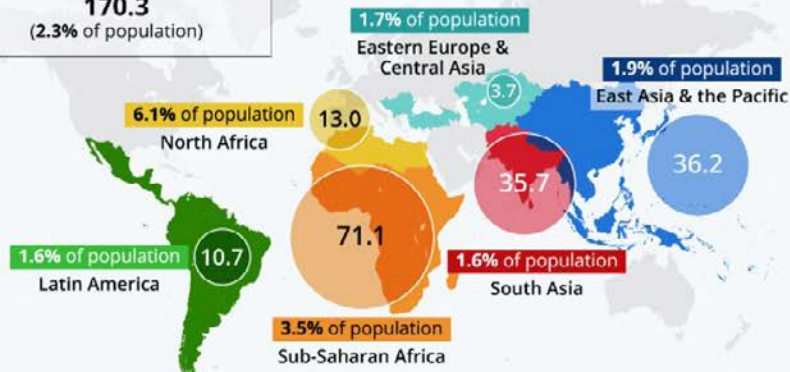 170.3
(2.3% of population)
1.7% of population
Eastern Europe &
Central Asia
3.7
1.9% of population
East Asia & the Pacific
36.2
6.1% of population
North Africa
13.0
35.7
71.1
1.6% of population
Latin America
10.7
1.6% of population
South Asia
3.5% of population
Sub-Saharan Africa